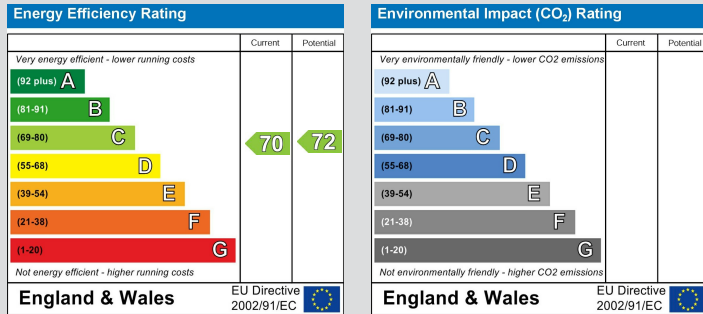 Energy Efficiency Rating
Current Potential
Very energy efficient - lower running costs
(92 plus) A
(81-91) B
(69-80) C
(55-68) D
(39-54) E
(21-38) F
(1-20) G
70 72
Not energy efficient - higher running costs
England & Wales
EU Directive
2002/91/EC
Environmental Impact (CO₂) Rating
Current Potential
Very environmentally friendly - lower CO2 emissions
(92 plus) A
(81-91) B
(69-80) C
(55-68) D
(39-54) E
(21-38) F
(1-20) G
Not environmentally friendly - higher CO2 emissions
England & Wales
EU Directive
2002/91/EC